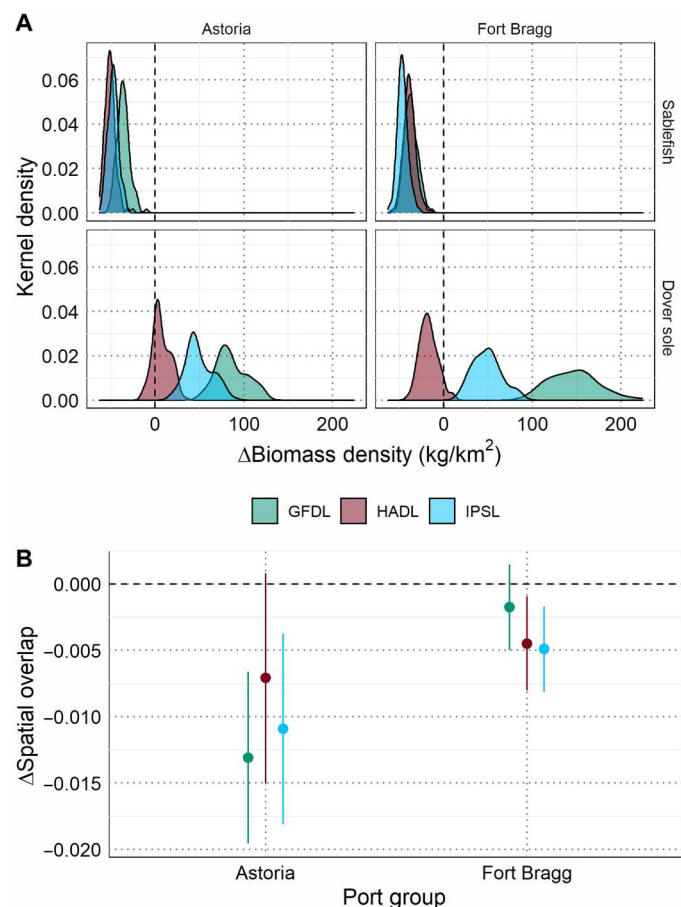 A
Astoria
Fort Bragg
Kernel density
0.06
0.04
0.02
0.00
Sablefish
0.06
0.04
0.02
0.00
Dover sole
0
100
200
0
100
200
ΔBiomass density (kg/km²)
GFDL
HADL
IPSL
B
ΔSpatial overlap
0.000
−0.005
−0.010
−0.015
−0.020
Astoria
Fort Bragg
Port group